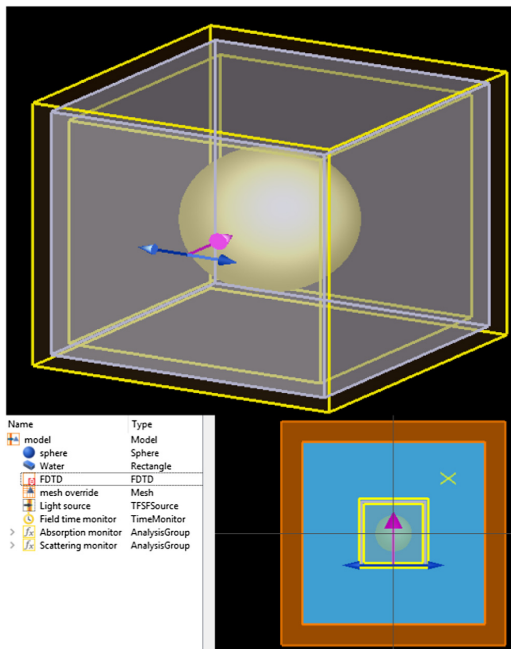 Name Type
model Model
sphere Sphere
Water Rectangle
FDTD FDTD
mesh override Mesh
Light source TFSFSource
Field time monitor TimeMonitor
Absorption monitor AnalysisGroup
Scattering monitor AnalysisGroup